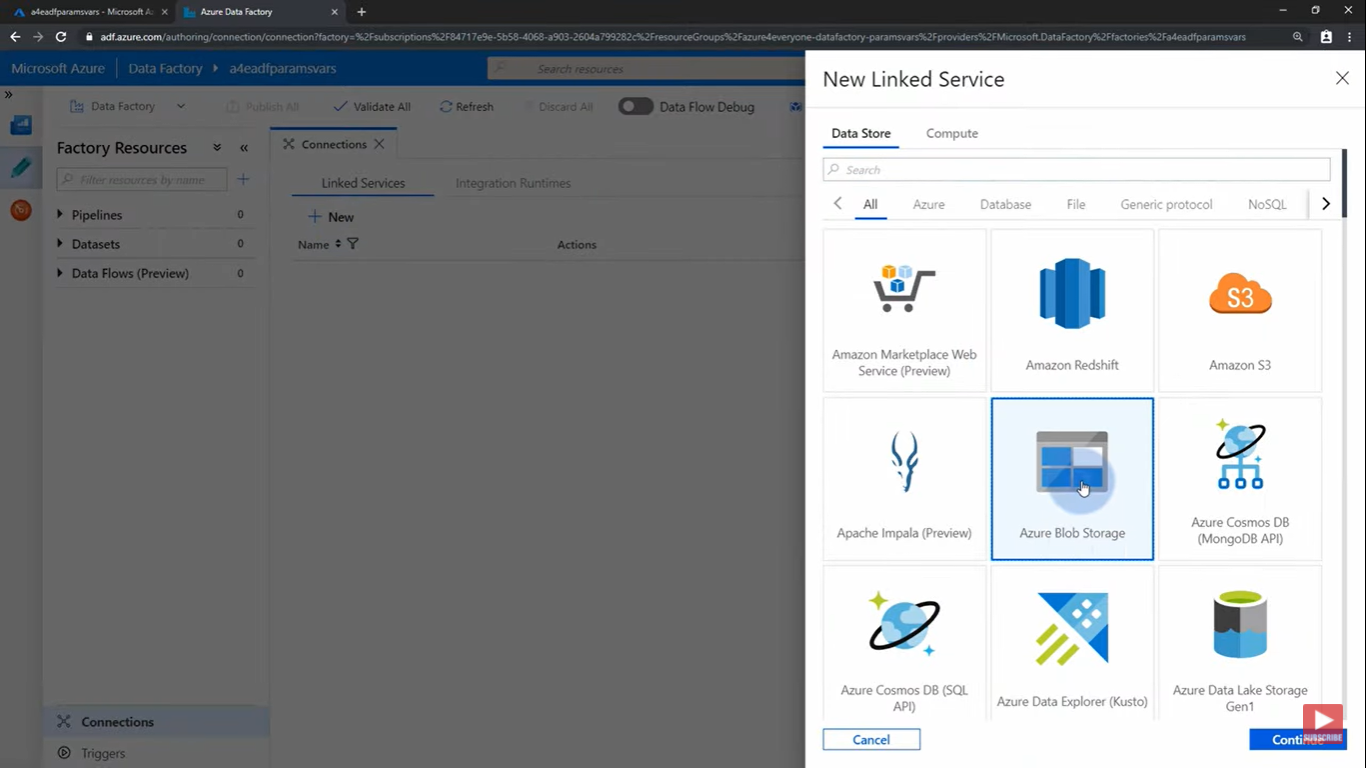 a4eadfparamsvars - Microsoft Az
Azure Data Factory
adf.azure.com/authoring/connection/connection?factory=%2Fsubscriptions%2F84717e9e-5b58-4068-a903-2604a799282c%2FresourceGroups%2Fazure4everyone-datafactory-paramsvars%2Fproviders%2FMicrosoft.DataFactory%2Ffactories%2Fa4eadfparamsvars
Microsoft Azure
Data Factory
a4eadfparamsvars
Search resources
Data Factory
Publish All
Validate All
Refresh
Discard All
Data Flow Debug
Factory Resources
Filter resources by name
Pipelines 0
Datasets 0
Data Flows (Preview) 0
Connections
Triggers
Connections
Linked Services
Integration Runtimes
New
Name
Actions
New Linked Service
Data Store
Compute
Search
All
Azure
Database
File
Generic protocol
NoSQL
Amazon Marketplace Web
Service (Preview)
Amazon Redshift
S3
Amazon S3
Apache Impala (Preview)
Azure Blob Storage
Azure Cosmos DB
(MongoDB API)
Azure Cosmos DB (SQL
API)
Azure Data Explorer (Kusto)
Azure Data Lake Storage
Gen1
Cancel
Continue
SUBSCRIBE